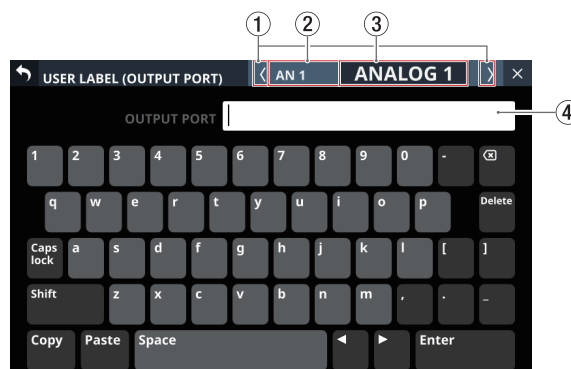 ① ② ③
USER LABEL (OUTPUT PORT) < AN 1 ANALOG 1 > ×
OUTPUT PORT ④
1 2 3 4 5 6 7 8 9 0 -
q w e r t y u i o p Delete
Caps lock a s d f g h j k l [ ]
Shift z x c v b n m , . _
Copy Paste Space ◀ ▶ Enter